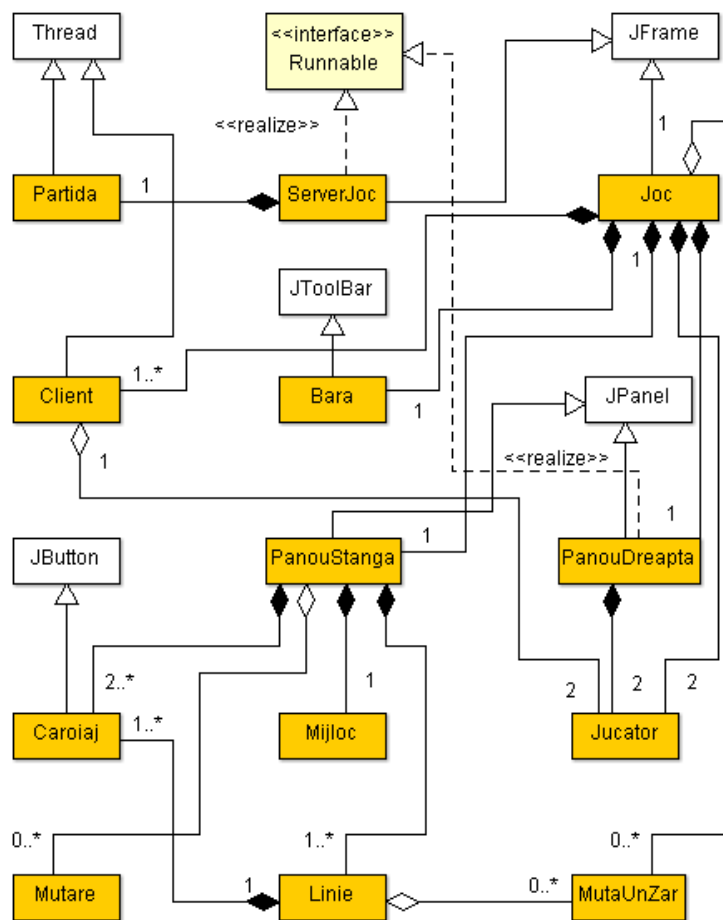 Thread
<<interface>>
Runnable
JFrame
<<realize>>
1
Partida
1
ServerJoc
Joc
1
JToolBar
1..*
Client
Bara
1
JPanel
1
<<realize>>
1
1
JButton
PanouStanga
PanouDreapta
2..*
1
2
2
2
1..*
Caroiaj
Mijloc
Jucator
0..*
1..*
0..*
1
0..*
Mutare
Linie
MutaUnZar